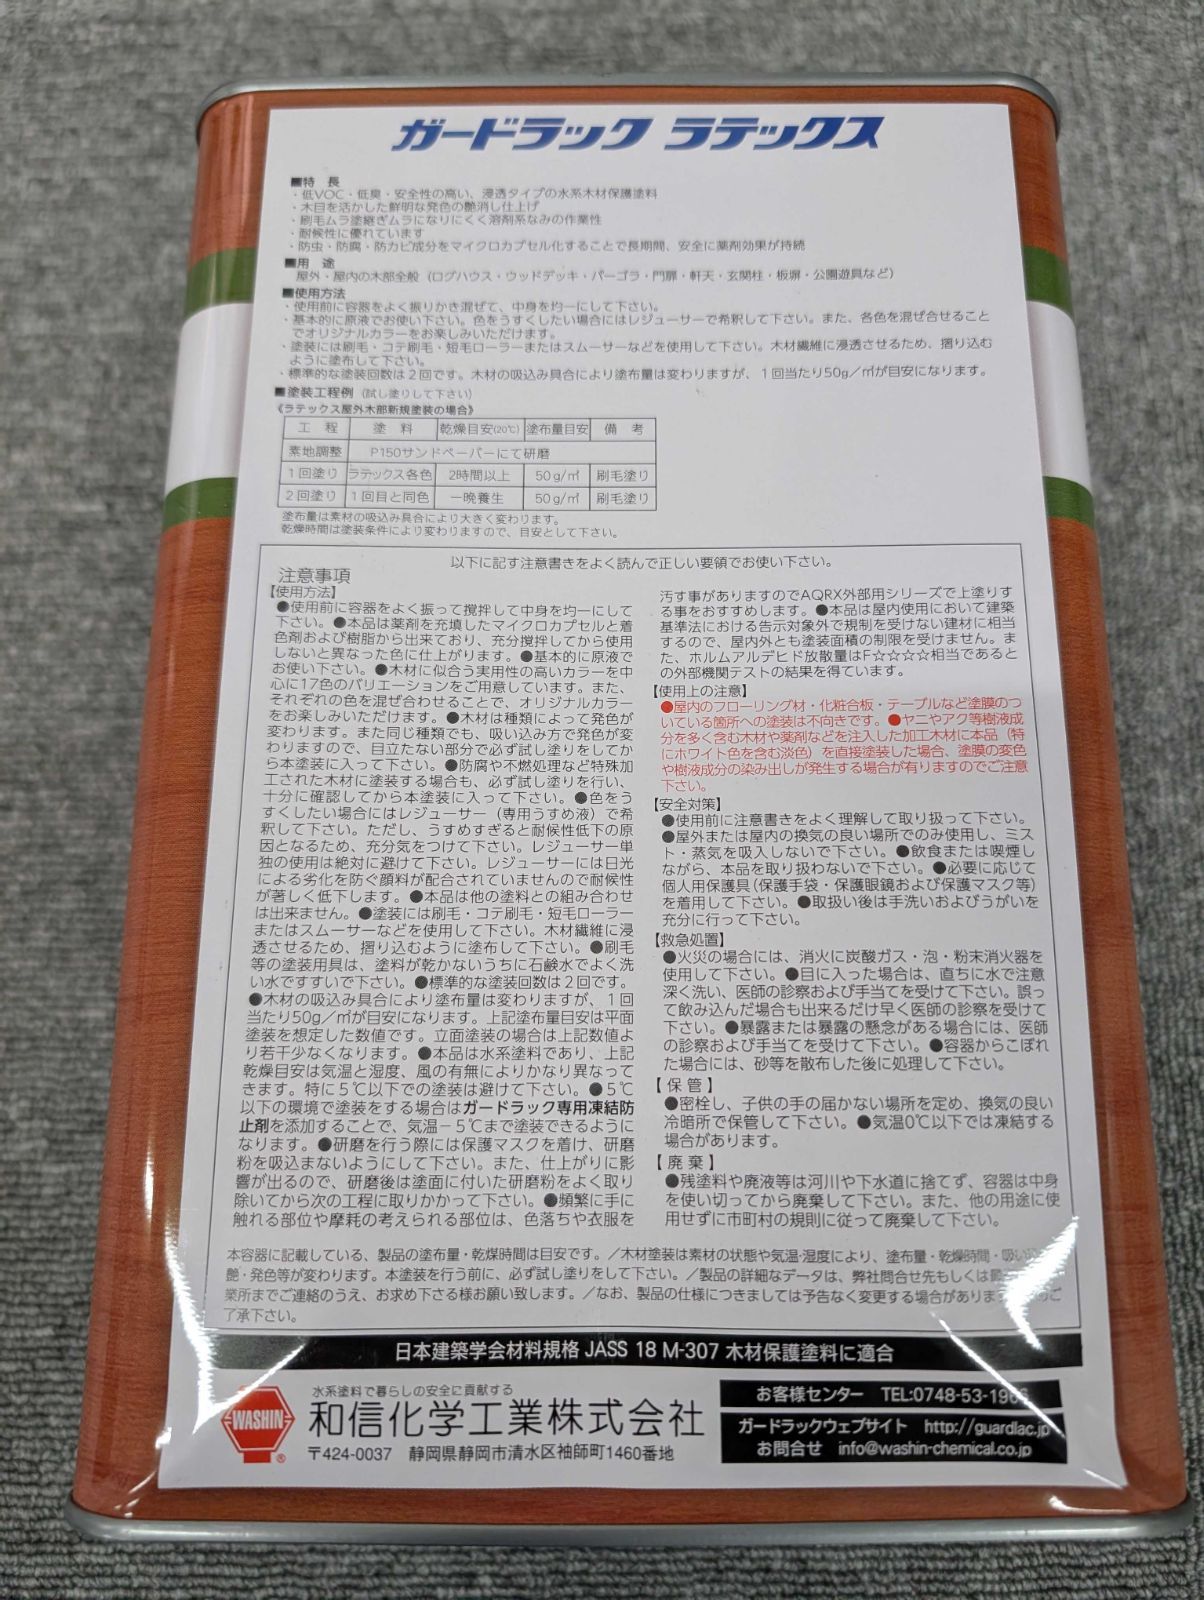 ガードラック ラテックス
■特　長
・低VOC・低臭・安全性の高い、浸透タイプの水系木材保護塗料
・木目を活かした鮮明な発色の艶消し仕上げ
・刷毛ムラ塗継ぎムラになりにくく溶剤系なみの作業性
・耐候性に優れています
・防虫・防腐・防カビ成分をマイクロカプセル化することで長期間、安全に薬剤効果が持続
■用　途
屋外・屋内の木部全般（ログハウス・ウッドデッキ・パーゴラ・門扉・軒天・玄関柱・板塀・公園遊具など）
■使用方法
・使用前に容器をよく振りかき混ぜて、中身を均一にして下さい。
・基本的に原液でお使い下さい。色をうすくしたい場合にはレジューサーで希釈して下さい。また、各色を混ぜ合せること
でオリジナルカラーをお楽しみいただけます。
・塗装には刷毛・コテ刷毛・短毛ローラーまたはスムーサーなどを使用して下さい。木材繊維に浸透させるため、摺り込む
ように塗布して下さい。
・標準的な塗装回数は２回です。木材の吸込み具合により塗布量は変わりますが、１回当たり50g／㎡が目安になります。
■塗装工程例（試し塗りして下さい）
《ラテックス屋外木部新規塗装の場合》
工　程　塗　料　乾燥目安(20℃)　塗布量目安　備　考
素地調整　P150サンドペーパーにて研磨
１回塗り　ラテックス各色　2時間以上　50g/㎡　刷毛塗り
２回塗り　１回目と同色　一晩養生　50g/㎡　刷毛塗り
塗布量は素材の吸込み具合により大きく変わります。
乾燥時間は塗装条件により変わりますので、目安として下さい。
以下に記す注意書きをよく読んで正しい要領でお使い下さい。
注意事項
【使用方法】
●使用前に容器をよく振って撹拌して中身を均一にして
下さい。●本品は薬剤を充填したマイクロカプセルと着
色剤および樹脂から出来ており、充分撹拌してから使用
しないと異なった色に仕上がります。●基本的に原液で
お使い下さい。●木材に似合う実用性の高いカラーを中
心に17色のバリエーションをご用意しています。また、
それぞれの色を混ぜ合わせることで、オリジナルカラー
をお楽しみいただけます。●木材は種類によって発色が
変わります。また同じ種類でも、吸い込み方で発色が変
わりますので、目立たない部分で必ず試し塗りをしてか
ら本塗装に入って下さい。●防腐や不燃処理など特殊加
工された木材に塗装する場合も、必ず試し塗りを行い、
十分に確認してから本塗装に入って下さい。●色をう
すくしたい場合にはレジューサー（専用うすめ液）で希
釈して下さい。ただし、うすめすぎると耐候性低下の原
因となるため、充分気をつけて下さい。レジューサー単
独の使用は絶対に避けて下さい。レジューサーには日光
による劣化を防ぐ顔料が配合されていませんので耐候性
が著しく低下します。●本品は他の塗料との組み合わせ
は出来ません。●塗装には刷毛・コテ刷毛・短毛ローラー
またはスムーサーなどを使用して下さい。木材繊維に浸
透させるため、摺り込むように塗布して下さい。●刷毛
等の塗装用具は、塗料が乾かないうちに石鹸水でよく洗
い水ですすいで下さい。●標準的な塗装回数は２回です。
●木材の吸込み具合により塗布量は変わりますが、１回
当たり50g／㎡が目安になります。上記塗布量目安は平面
塗装を想定した数値です。立面塗装の場合は上記数値よ
り若干少なくなります。●本品は水系塗料であり、上記
乾燥目安は気温と湿度、風の有無によりかなり異なって
きます。特に５℃以下での塗装は避けて下さい。●５℃
以下の環境で塗装をする場合はガードラック専用凍結防
止剤を添加することで、気温－５℃まで塗装できるように
なります。●研磨を行う際には保護マスクを着け、研磨
粉を吸込まないようにして下さい。また、仕上がりに影
響が出るので、研磨後は塗面に付いた研磨粉をよく取り
除いてから次の工程に取りかかって下さい。●頻繁に手に
触れる部位や摩耗の考えられる部位は、色落ちや衣服を
汚す事がありますのでAQRX外部用シリーズで上塗りす
る事をおすすめします。●本品は屋内使用において建築
基準法における告示対象外で規制を受けない建材に相当
するので、屋内外とも塗装面積の制限を受けません。ま
た、ホルムアルデヒド放散量はF☆☆☆☆相当であると
の外部機関テストの結果を得ています。
【使用上の注意】
●屋内のフローリング材・化粧合板・テーブルなど塗膜のつ
いている箇所への塗装は不向きです。●ヤニやアク等樹液成
分を多く含む木材や薬剤などを注入した加工木材に本品（特
にホワイト色を含む淡色）を直接塗装した場合、塗膜の変色
や樹液成分の染み出しが発生する場合が有りますのでご注意
下さい。
【安全対策】
●使用前に注意書きをよく理解して取り扱って下さい。
●屋外または屋内の換気の良い場所でのみ使用し、ミス
ト・蒸気を吸入しないで下さい。●飲食または喫煙し
ながら、本品を取り扱わないで下さい。●必要に応じて
個人用保護具（保護手袋・保護眼鏡および保護マスク等）
を着用して下さい。●取扱い後は手洗いおよびうがいを
充分に行って下さい。
【救急処置】
●火災の場合には、消火に炭酸ガス・泡・粉末消火器を
使用して下さい。●目に入った場合は、直ちに水で注意
深く洗い、医師の診察および手当てを受けて下さい。誤っ
て飲み込んだ場合も出来るだけ早く医師の診察を受けて
下さい。●暴露または暴露の懸念がある場合には、医師
の診察および手当てを受けて下さい。●容器からこぼれ
た場合には、砂等を散布した後に処理して下さい。
【保管】
●密栓し、子供の手の届かない場所を定め、換気の良い
冷暗所で保管して下さい。●気温0℃以下では凍結する
場合があります。
【廃棄】
●残塗料や廃液等は河川や下水道に捨てず、容器は中身
を使い切ってから廃棄して下さい。また、他の用途に使
用せずに市町村の規則に従って廃棄して下さい。
本容器に記載している、製品の塗布量・乾燥時間は目安です。／木材塗装は素材の状態や気温・湿度により、塗布量・乾燥時間・吸い
艶・発色等が変わります。本塗装を行う前に、必ず試し塗りをして下さい。／製品の詳細なデータは、弊社問合せ先もしくは最
業所までご連絡のうえ、お求め下さる様お願い致します。／なお、製品の仕様につきましては予告なく変更する場合があります
了承下さい。
日本建築学会材料規格 JASS 18 M-307 木材保護塗料に適合
WASHIN
®
水系塗料で暮らしの安全に貢献する
和信化学工業株式会社
〒424-0037　静岡県静岡市清水区袖師町1460番地
お客様センター　TEL:0748-53-19
ガードラックウェブサイト　http://guardlac.jp
お問合せ　info@washin-chemical.co.jp